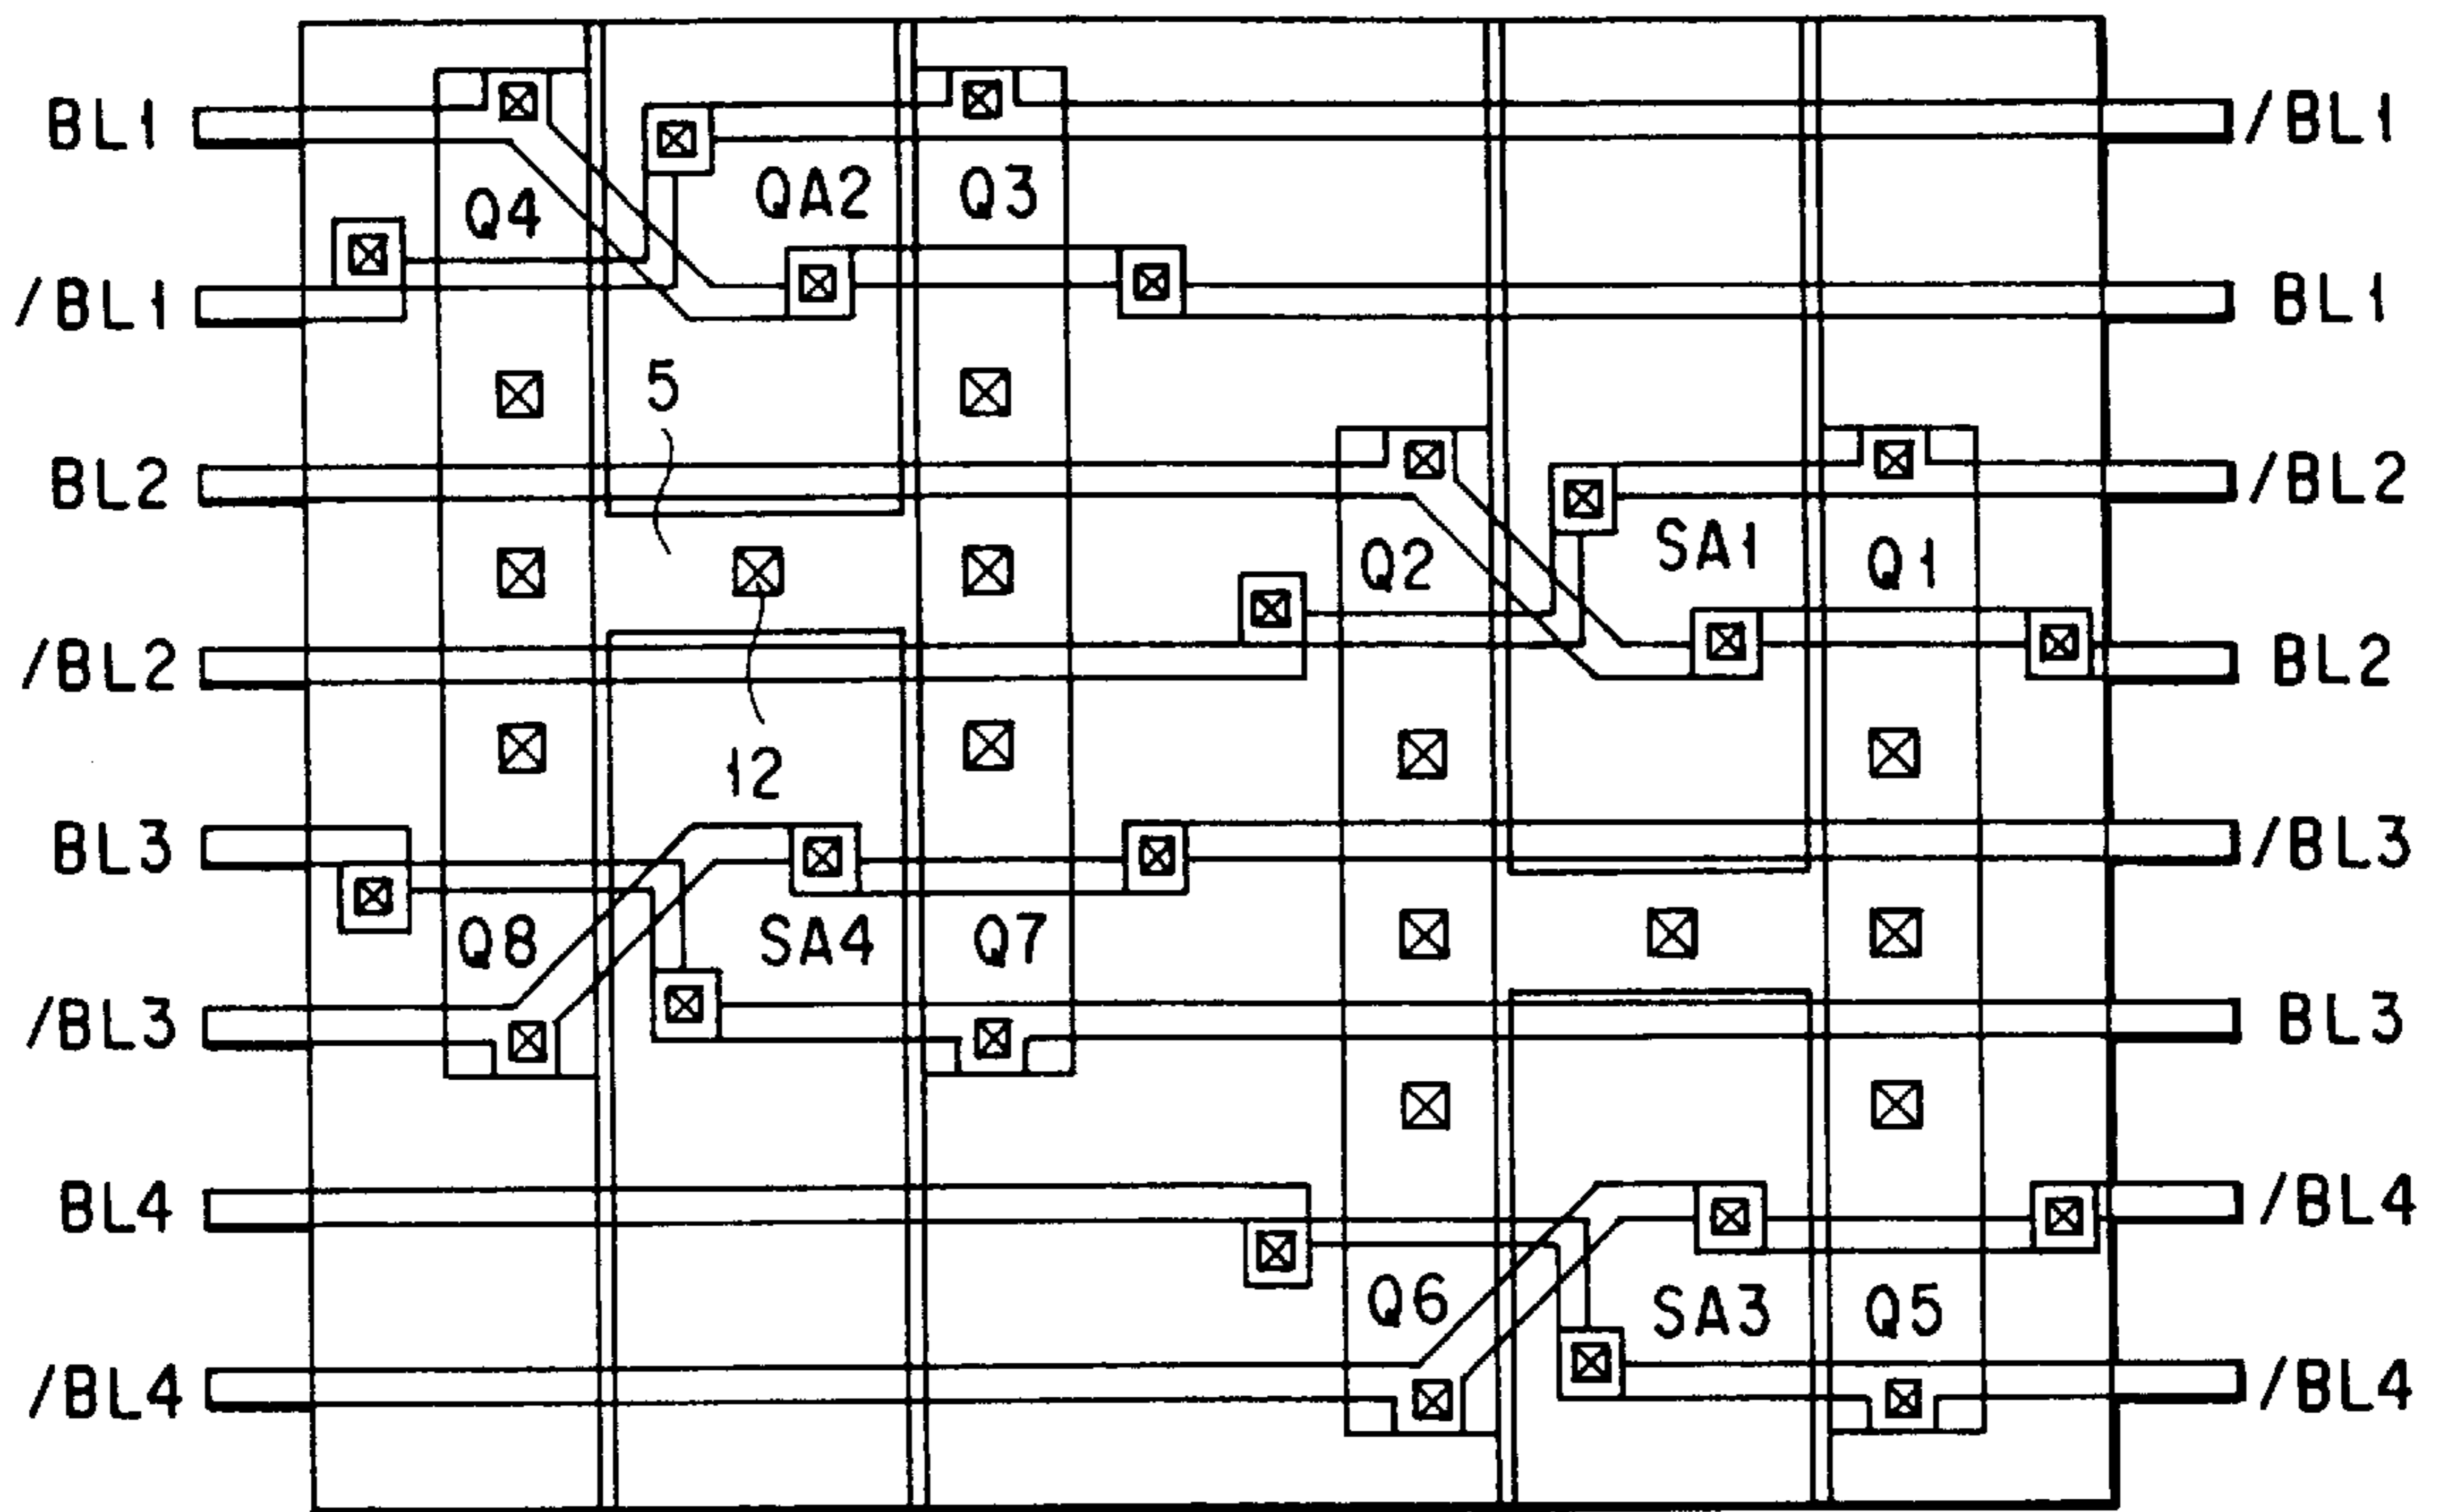 BL1 /BL1
Q4 QA2 Q3
/BL1 BL1
5
BL2 /BL2
Q2 SA1 Q1
/BL2 BL2
12
BL3 /BL3
Q8 SA4 Q7
/BL3 BL3
BL4 /BL4
Q6 SA3 Q5
/BL4 /BL4